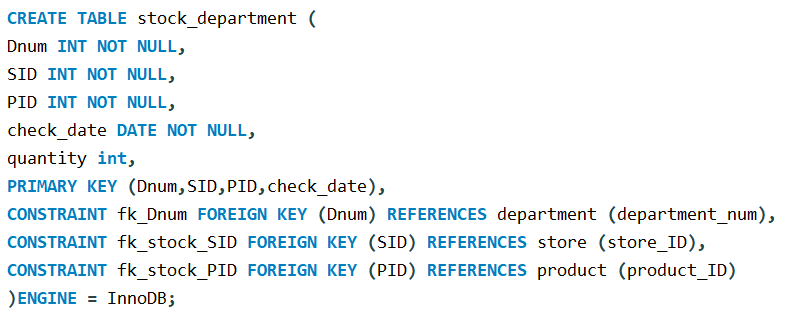 CREATE TABLE stock_department (
Dnum INT NOT NULL,
SID INT NOT NULL,
PID INT NOT NULL,
check_date DATE NOT NULL,
quantity int,
PRIMARY KEY (Dnum,SID,PID,check_date),
CONSTRAINT fk_Dnum FOREIGN KEY (Dnum) REFERENCES department (department_num),
CONSTRAINT fk_stock_SID FOREIGN KEY (SID) REFERENCES store (store_ID),
CONSTRAINT fk_stock_PID FOREIGN KEY (PID) REFERENCES product (product_ID)
)ENGINE = InnoDB;